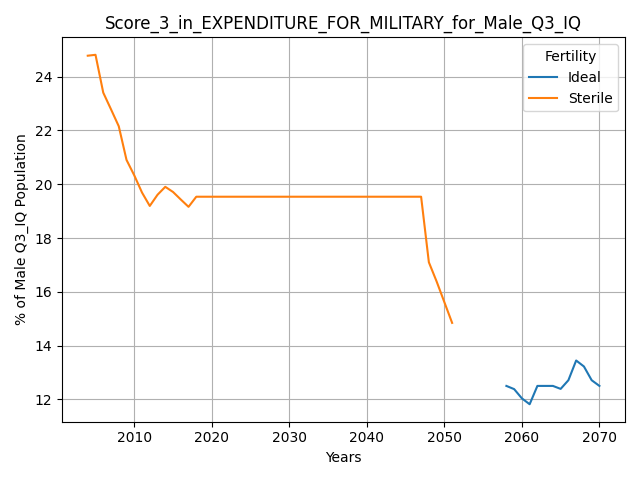 Score_3_in_EXPENDITURE_FOR_MILITARY_for_Male_Q3_IQ
Fertility
Ideal
Sterile
% of Male Q3_IQ Population
24
22
20
18
16
14
12
2010 2020 2030 2040 2050 2060 2070
Years